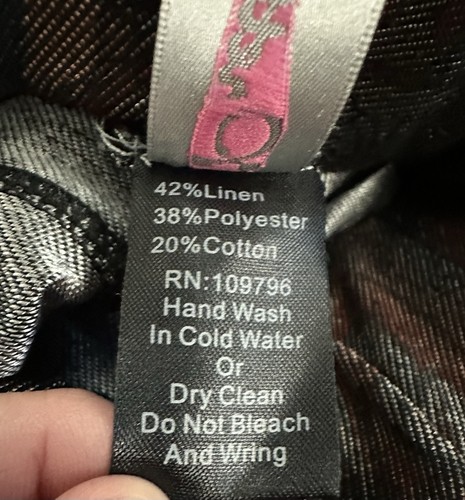 42%Linen
38%Polyester
20%Cotton
RN:109796
Hand Wash
In Cold Water
Or
Dry Clean
Do Not Bleach
And Wring